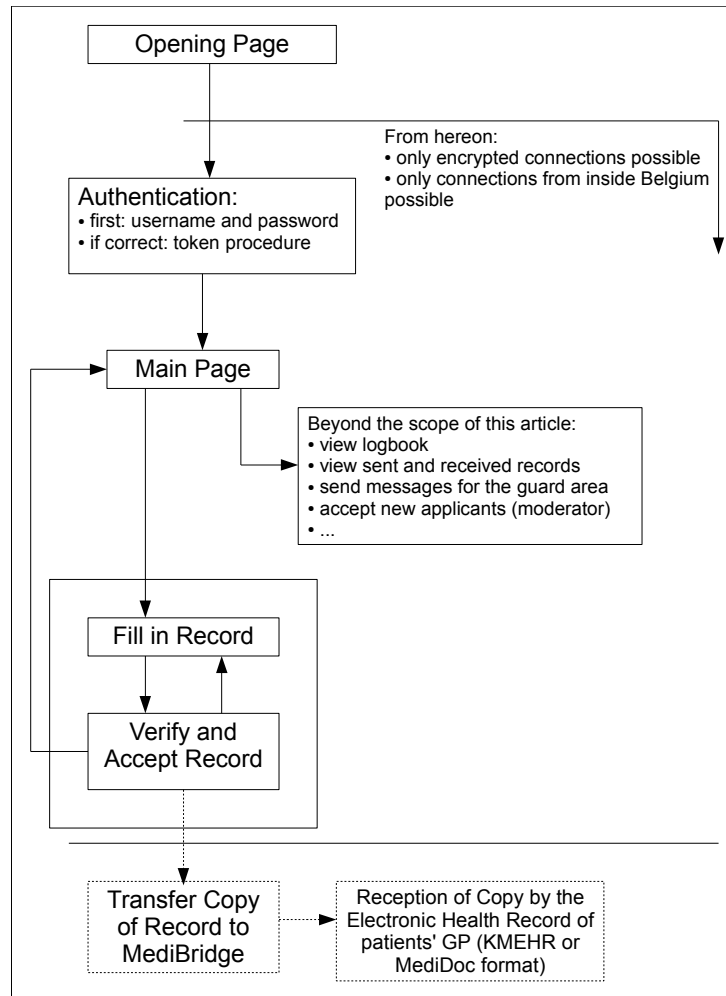 Opening Page
From hereon:
• only encrypted connections possible
• only connections from inside Belgium
possible
Authentication:
• first: username and password
• if correct: token procedure
Main Page
Beyond the scope of this article:
• view logbook
• view sent and received records
• send messages for the guard area
• accept new applicants (moderator)
• ...
Fill in Record
Verify and
Accept Record
Transfer Copy
of Record to
MediBridge
Reception of Copy by the
Electronic Health Record of
patients' GP (KMEHR or
MediDoc format)